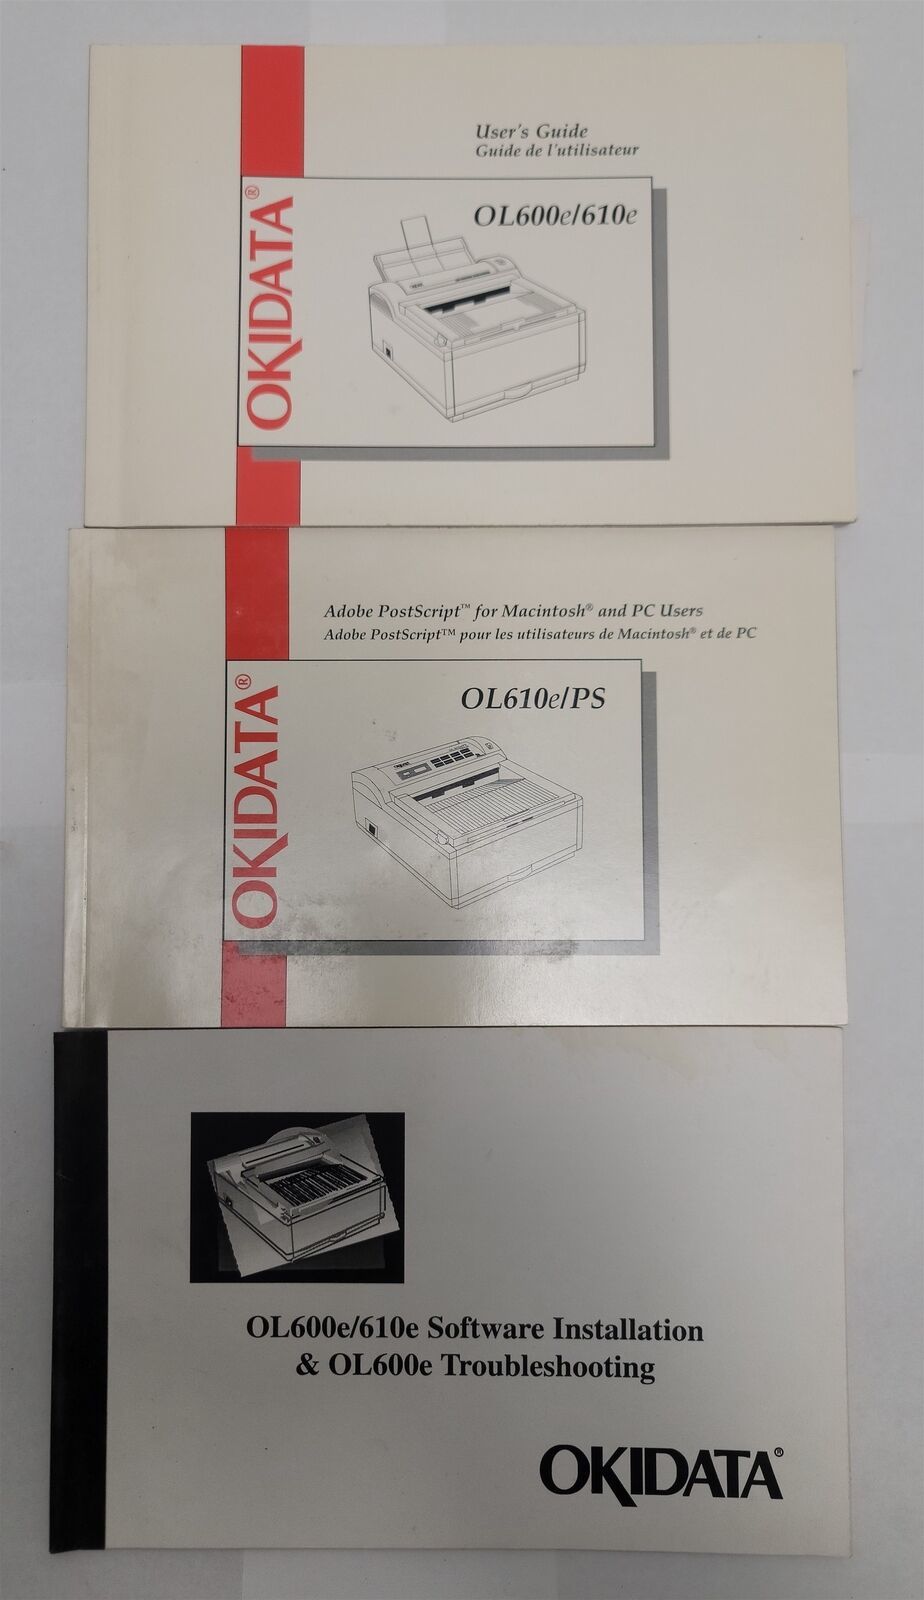 User's Guide
Guide de l'utilisateur
OL600e/610e
OKIDATA®
Adobe PostScript™ for Macintosh® and PC Users
Adobe PostScript™ pour les utilisateurs de Macintosh® et de PC
OL610e/PS
OKIDATA®
OL600e/610e Software Installation
& OL600e Troubleshooting
OKIDATA®